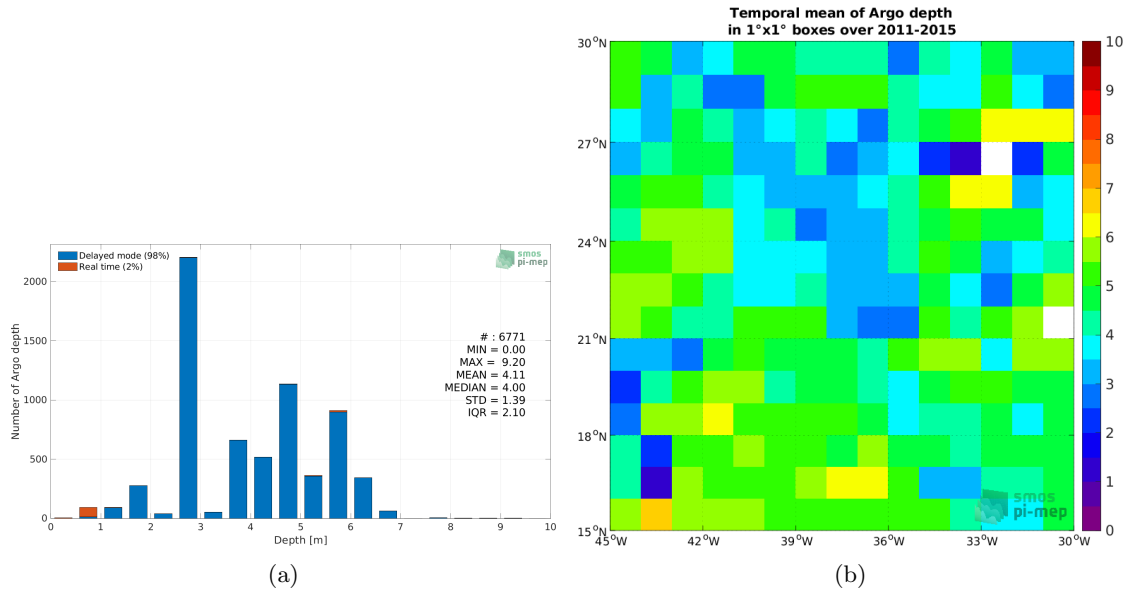 Delayed mode (98%)
Real time (2%)
smos
pi-mep
# : 6771
MIN = 0.00
MAX = 9.20
MEAN = 4.11
MEDIAN = 4.00
STD = 1.39
IQR = 2.10
Number of Argo depth
2000
1500
1000
500
0
0 1 2 3 4 5 6 7 8 9 10
Depth [m]
(a)
Temporal mean of Argo depth
in 1°x1° boxes over 2011-2015
30°N
27°N
24°N
21°N
18°N
15°N
45°W 42°W 39°W 36°W 33°W 30°W
smos
pi-mep
10
9
8
7
6
5
4
3
2
1
0
(b)